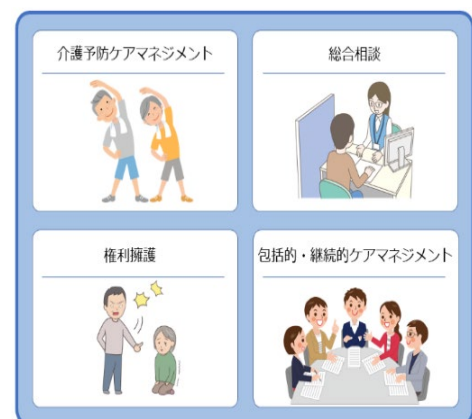 介護予防ケアマネジメント
総合相談
権利擁護
包括的・継続的ケアマネジメント